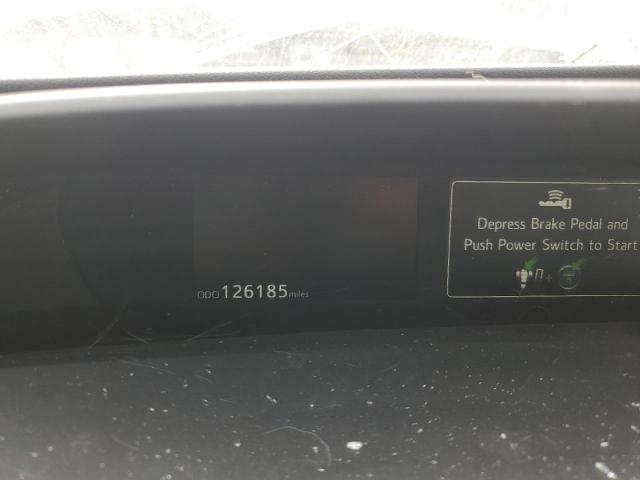 ODO 126185 miles
Depress Brake Pedal and
Push Power Switch to Start